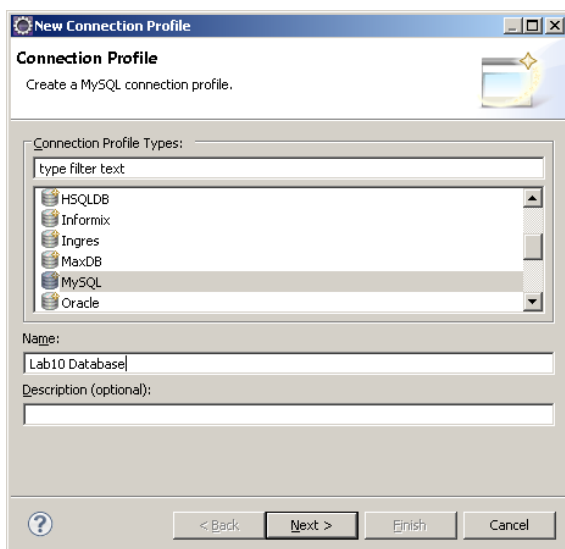 New Connection Profile
Connection Profile
Create a MySQL connection profile.
Connection Profile Types:
type filter text
HSQLDB
Informix
Ingres
MaxDB
MySQL
Oracle
Name:
Lab10 Database
Description (optional):
?
< Back Next > Finish Cancel